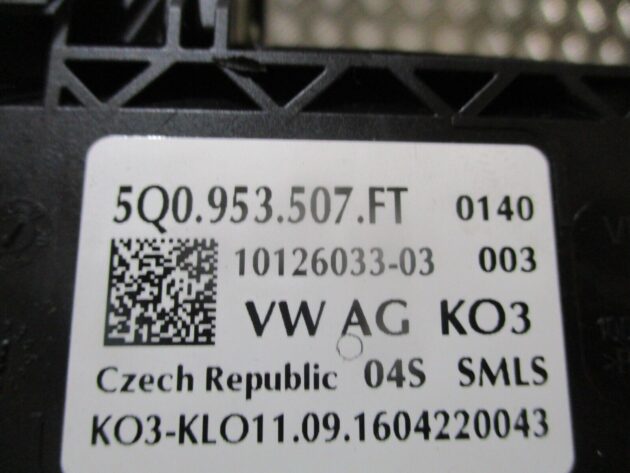 5Q0.953.507.FT 0140
10126033-03 003
VW AG KO3
Czech Republic 04S SMLS
KO3-KLO11.09.1604220043